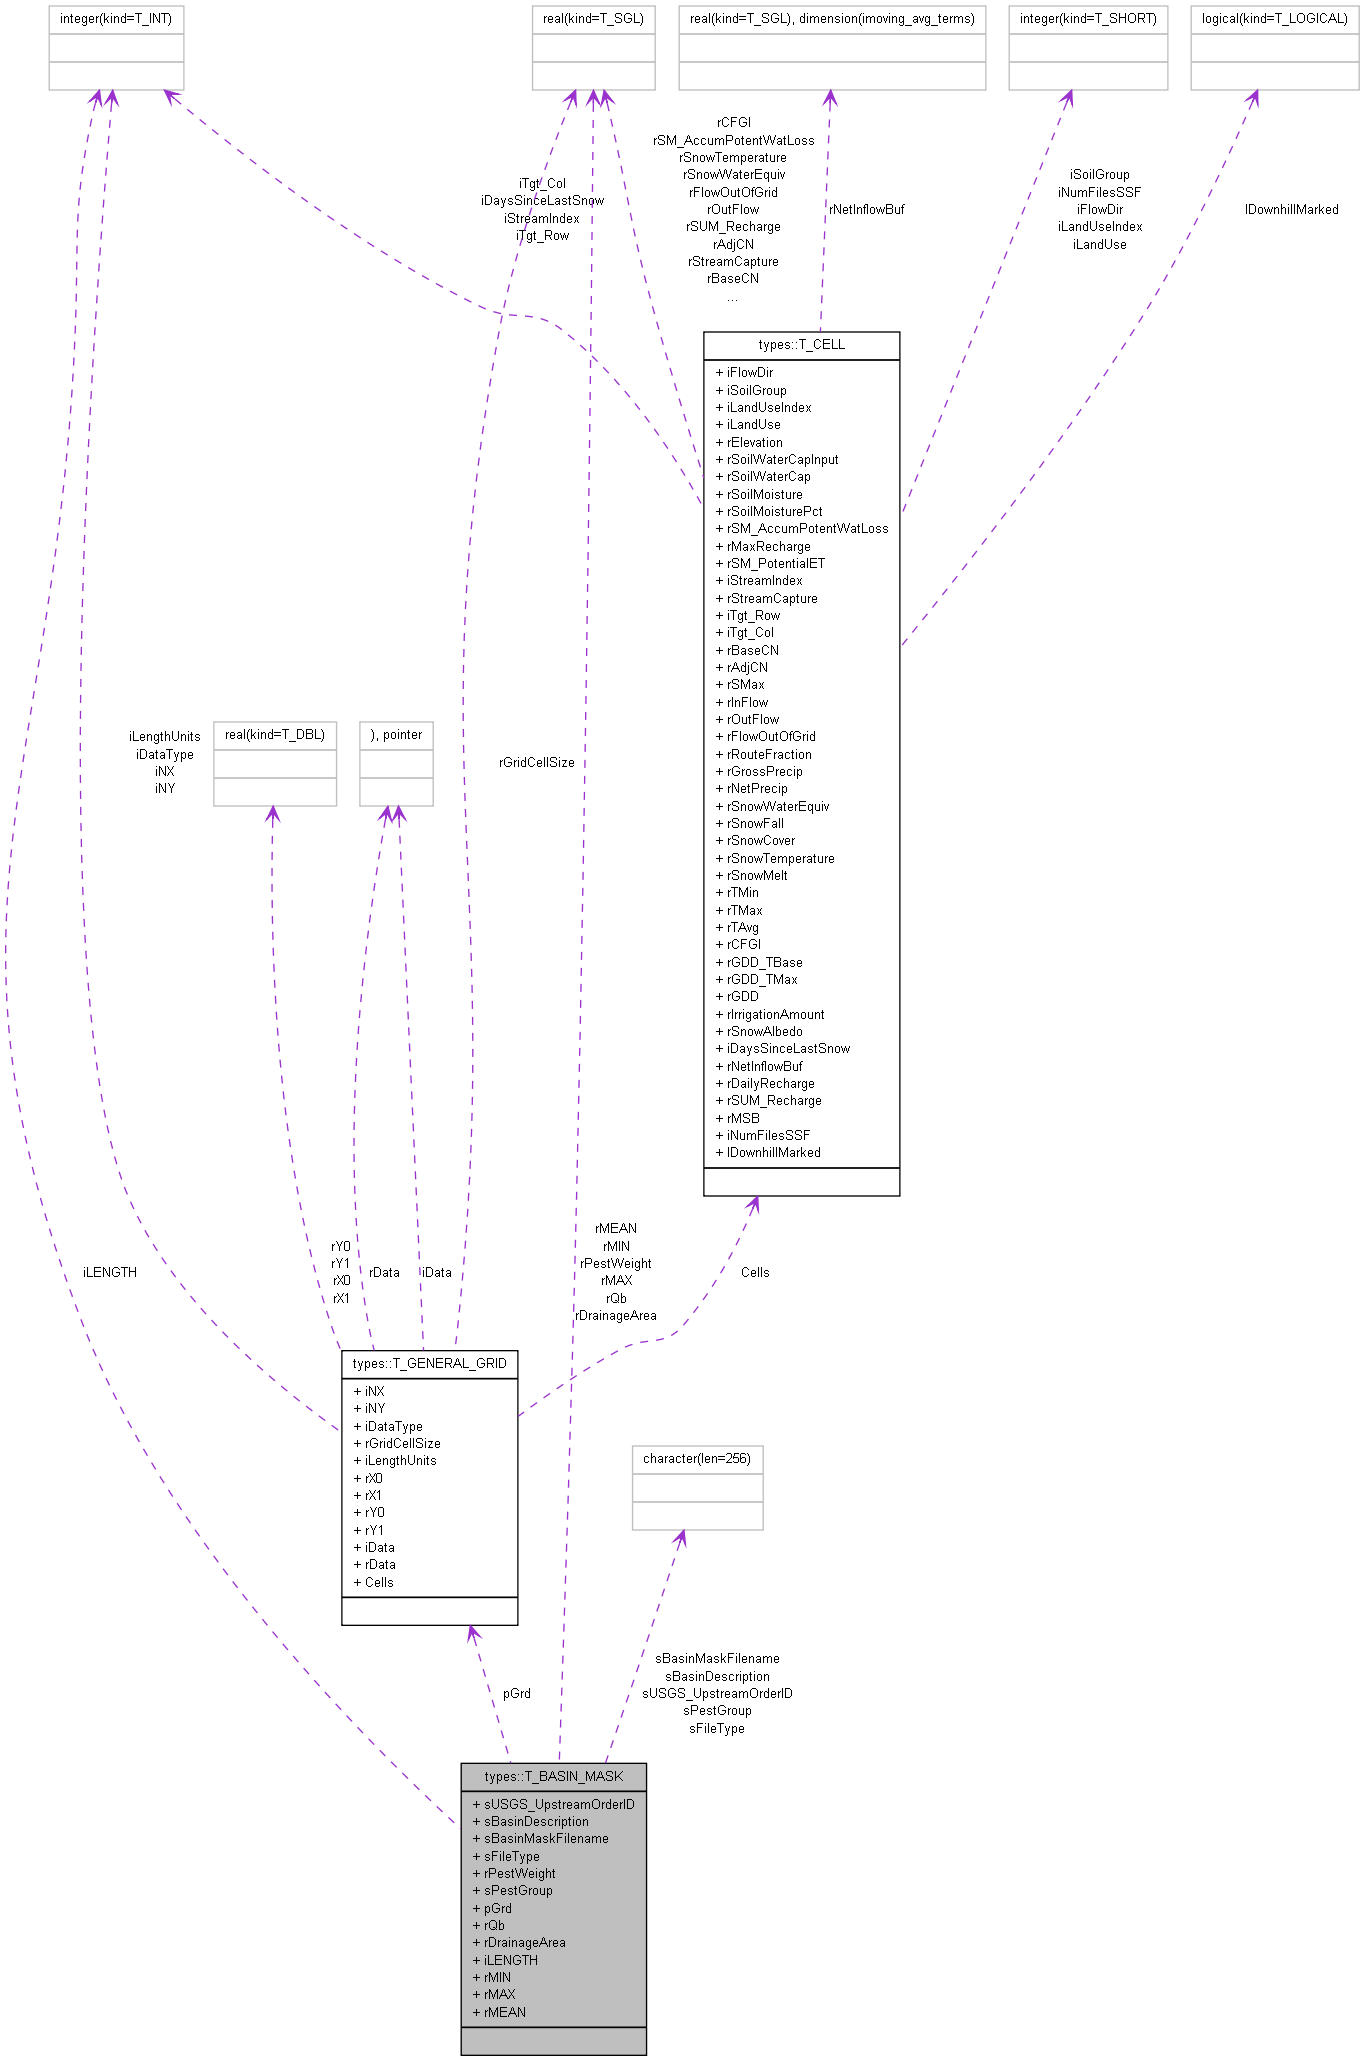 integer(kind=T_INT)
real(kind=T_SGL)
real(kind=T_SGL), dimension(imoving_avg_terms)
integer(kind=T_SHORT)
logical(kind=T_LOGICAL)
iTgt_Col
iDaysSinceLastSnow
iStreamIndex
iTgt_Row
rCFGI
rSM_AccumPotentWatLoss
rSnowTemperature
rSnowWaterEquiv
rFlowOutOfGrid
rOutFlow
rSUM_Recharge
rAdjCN
rStreamCapture
rBaseCN
...
rNetInflowBuf
iSoilGroup
iNumFilesSSF
iFlowDir
iLandUseIndex
iLandUse
lDownhillMarked
types::T_CELL
+ iFlowDir
+ iSoilGroup
+ iLandUseIndex
+ iLandUse
+ rElevation
+ rSoilWaterCapInput
+ rSoilWaterCap
+ rSoilMoisture
+ rSoilMoisturePct
+ rSM_AccumPotentWatLoss
+ rMaxRecharge
+ rSM_PotentialET
+ iStreamIndex
+ rStreamCapture
+ iTgt_Row
+ iTgt_Col
+ rBaseCN
+ rAdjCN
+ rSMax
+ rInFlow
+ rOutFlow
+ rFlowOutOfGrid
+ rRouteFraction
+ rGrossPrecip
+ rNetPrecip
+ rSnowWaterEquiv
+ rSnowFall
+ rSnowCover
+ rSnowTemperature
+ rSnowMelt
+ rTMin
+ rTMax
+ rTAvg
+ rCFGI
+ rGDD_TBase
+ rGDD_TMax
+ rGDD
+ rIrrigationAmount
+ rSnowAlbedo
+ iDaysSinceLastSnow
+ rNetInflowBuf
+ rDailyRecharge
+ rSUM_Recharge
+ rMSB
+ iNumFilesSSF
+ lDownhillMarked
iLengthUnits
iDataType
iNX
iNY
real(kind=T_DBL)
), pointer
rGridCellSize
iLENGTH
rY0
rY1
rX0
rX1
rData
iData
rMEAN
rMIN
rPestWeight
rMAX
rQb
rDrainageArea
Cells
types::T_GENERAL_GRID
+ iNX
+ iNY
+ iDataType
+ rGridCellSize
+ iLengthUnits
+ rX0
+ rX1
+ rY0
+ rY1
+ iData
+ rData
+ Cells
character(len=256)
pGrd
sBasinMaskFilename
sBasinDescription
sUSGS_UpstreamOrderID
sPestGroup
sFileType
types::T_BASIN_MASK
+ sUSGS_UpstreamOrderID
+ sBasinDescription
+ sBasinMaskFilename
+ sFileType
+ rPestWeight
+ sPestGroup
+ pGrd
+ rQb
+ rDrainageArea
+ iLENGTH
+ rMIN
+ rMAX
+ rMEAN